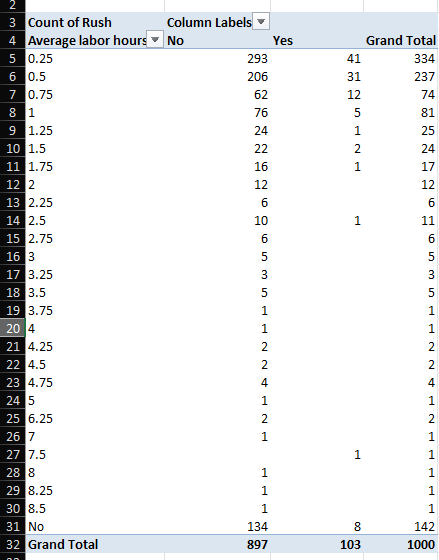 2
3 Count of Rush Column Labels
4 Average labor hours No Yes Grand Total
5 0.25 293 41 334
6 0.5 206 31 237
7 0.75 62 12 74
8 1 76 5 81
9 1.25 24 1 25
10 1.5 22 2 24
11 1.75 16 1 17
12 2 12 12
13 2.25 6 6
14 2.5 10 1 11
15 2.75 6 6
16 3 5 5
17 3.25 3 3
18 3.5 5 5
19 3.75 1 1
20 4 1 1
21 4.25 2 2
22 4.5 2 2
23 4.75 4 4
24 5 1 1
25 6.25 2 2
26 7 1 1
27 7.5 1 1
28 8 1 1
29 8.25 1 1
30 8.5 1 1
31 No 134 8 142
32 Grand Total 897 103 1000